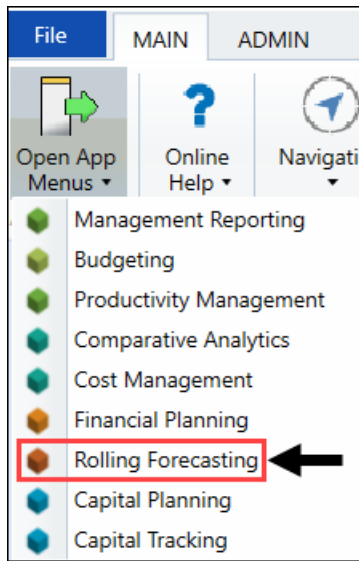 File MAIN ADMIN
Open App Menus
Online Help
Navigati
Management Reporting
Budgeting
Productivity Management
Comparative Analytics
Cost Management
Financial Planning
Rolling Forecasting
Capital Planning
Capital Tracking